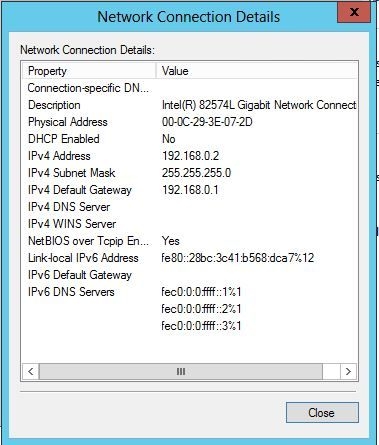 Network Connection Details
x
Network Connection Details:
Property Value
Connection-specific DN...
Description Intel(R) 82574L Gigabit Network Connect
Physical Address 00-0C-29-3E-07-2D
DHCP Enabled No
IPv4 Address 192.168.0.2
IPv4 Subnet Mask 255.255.255.0
IPv4 Default Gateway 192.168.0.1
IPv4 DNS Server
IPv4 WINS Server
NetBIOS over Tcpip En... Yes
Link-local IPv6 Address fe80::28bc:3c41:b568:dca7%12
IPv6 Default Gateway
IPv6 DNS Servers fec0:0:0:ffff::1%1
fec0:0:0:ffff::2%1
fec0:0:0:ffff::3%1
Close